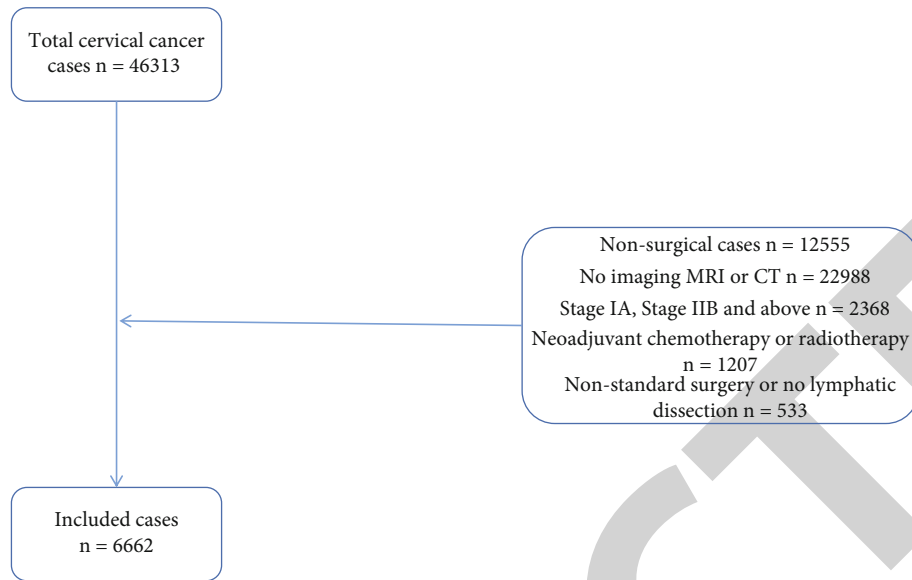 Total cervical cancer
cases n = 46313
Non-surgical cases n = 12555
No imaging MRI or CT n = 22988
Stage IA, Stage IIB and above n = 2368
Neoadjuvant chemotherapy or radiotherapy
n = 1207
Non-standard surgery or no lymphatic
dissection n = 533
Included cases
n = 6662